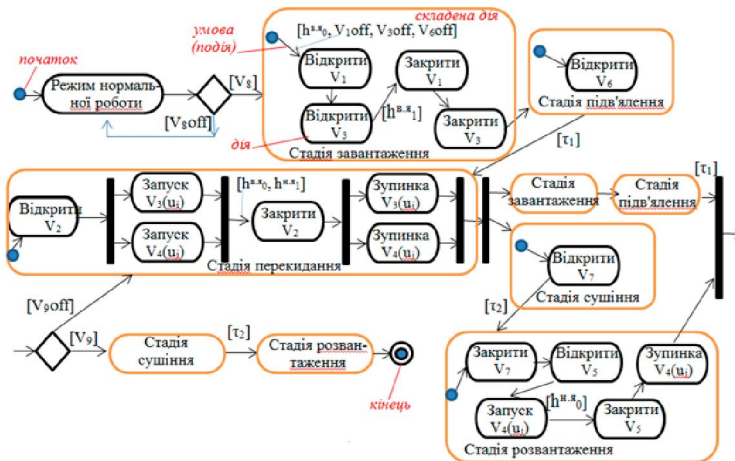 умова
(подія)
[hв.я0, V1off, V3off, V6off]
складена дія
початок
Режим нормаль-
ної роботи
[V8]
[V8off]
Відкрити
V1
Закрити
V1
Відкрити
V3
[hв.я1]
Закрити
V3
дія
Стадія завантаження
Відкрити
V6
Стадія підв'ялення
[τ1]
Відкрити
V2
Запуск
V3(ui)
Запуск
V4(ui)
[hв.я0, hн.я1]
Закрити
V2
Зупинка
V3(ui)
Зупинка
V4(ui)
Стадія перекидання
Стадія
завантаження
Стадія
підв'ялення
[τ1]
Відкрити
V7
Стадія сушіння
[τ2]
[V9off]
[V9]
Стадія
сушіння
[τ2]
Стадія розван-
таження
кінець
Закрити
V7
Відкрити
V5
Зупинка
V4(ui)
Запуск
V4(ui)
[hн.я0]
Закрити
V5
Стадія розвантаження